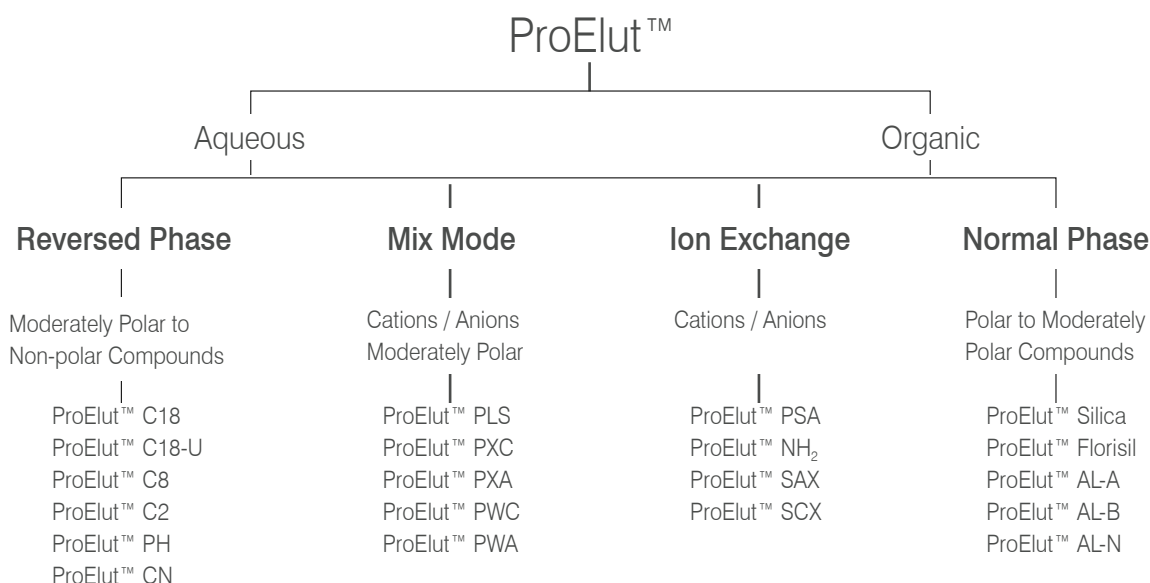 ProElut™
Aqueous
Organic
Reversed Phase
Mix Mode
Ion Exchange
Normal Phase
Moderately Polar to
Non-polar Compounds
Cations / Anions
Moderately Polar
Cations / Anions
Polar to Moderately
Polar Compounds
ProElut™ C18
ProElut™ C18-U
ProElut™ C8
ProElut™ C2
ProElut™ PH
ProElut™ CN
ProElut™ PLS
ProElut™ PXC
ProElut™ PXA
ProElut™ PWC
ProElut™ PWA
ProElut™ PSA
ProElut™ NH₂
ProElut™ SAX
ProElut™ SCX
ProElut™ Silica
ProElut™ Florisil
ProElut™ AL-A
ProElut™ AL-B
ProElut™ AL-N